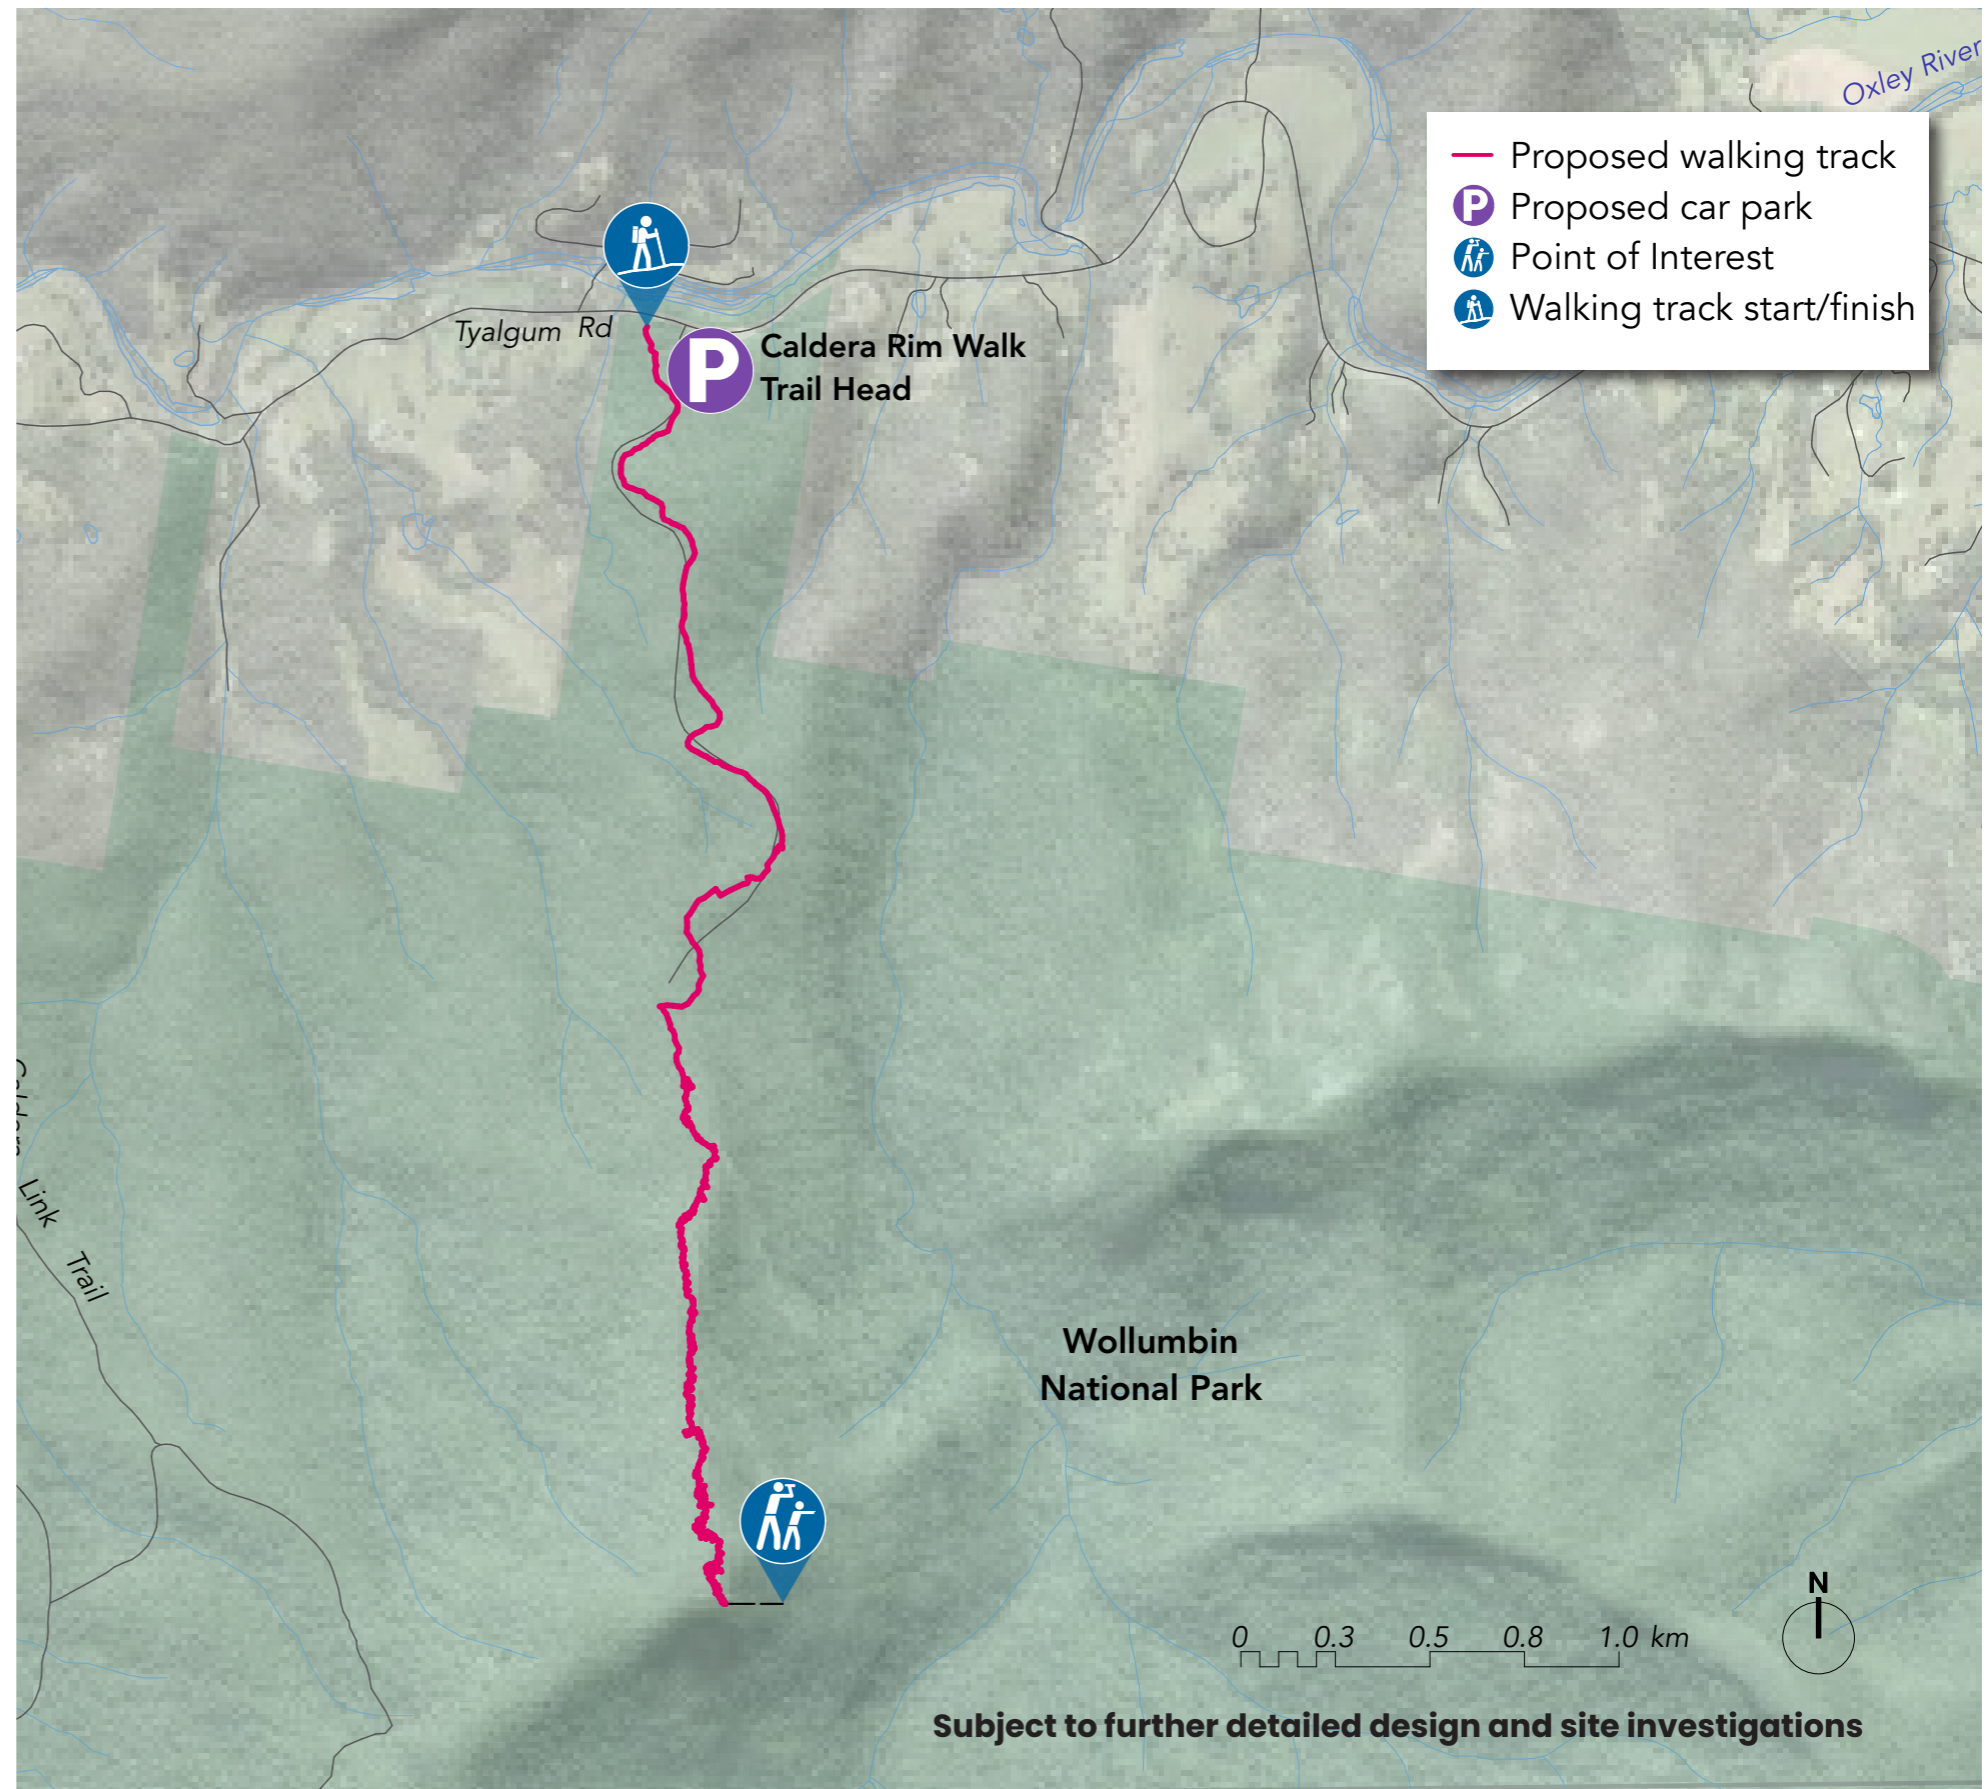 Oxley River
Proposed walking track
P Proposed car park
Point of Interest
Walking track start/finish
Tyalgum Rd
P
Caldera Rim Walk
Trail Head
Link Trail
Wollumbin
National Park
N
0 0.3 0.5 0.8 1.0 km
Subject to further detailed design and site investigations